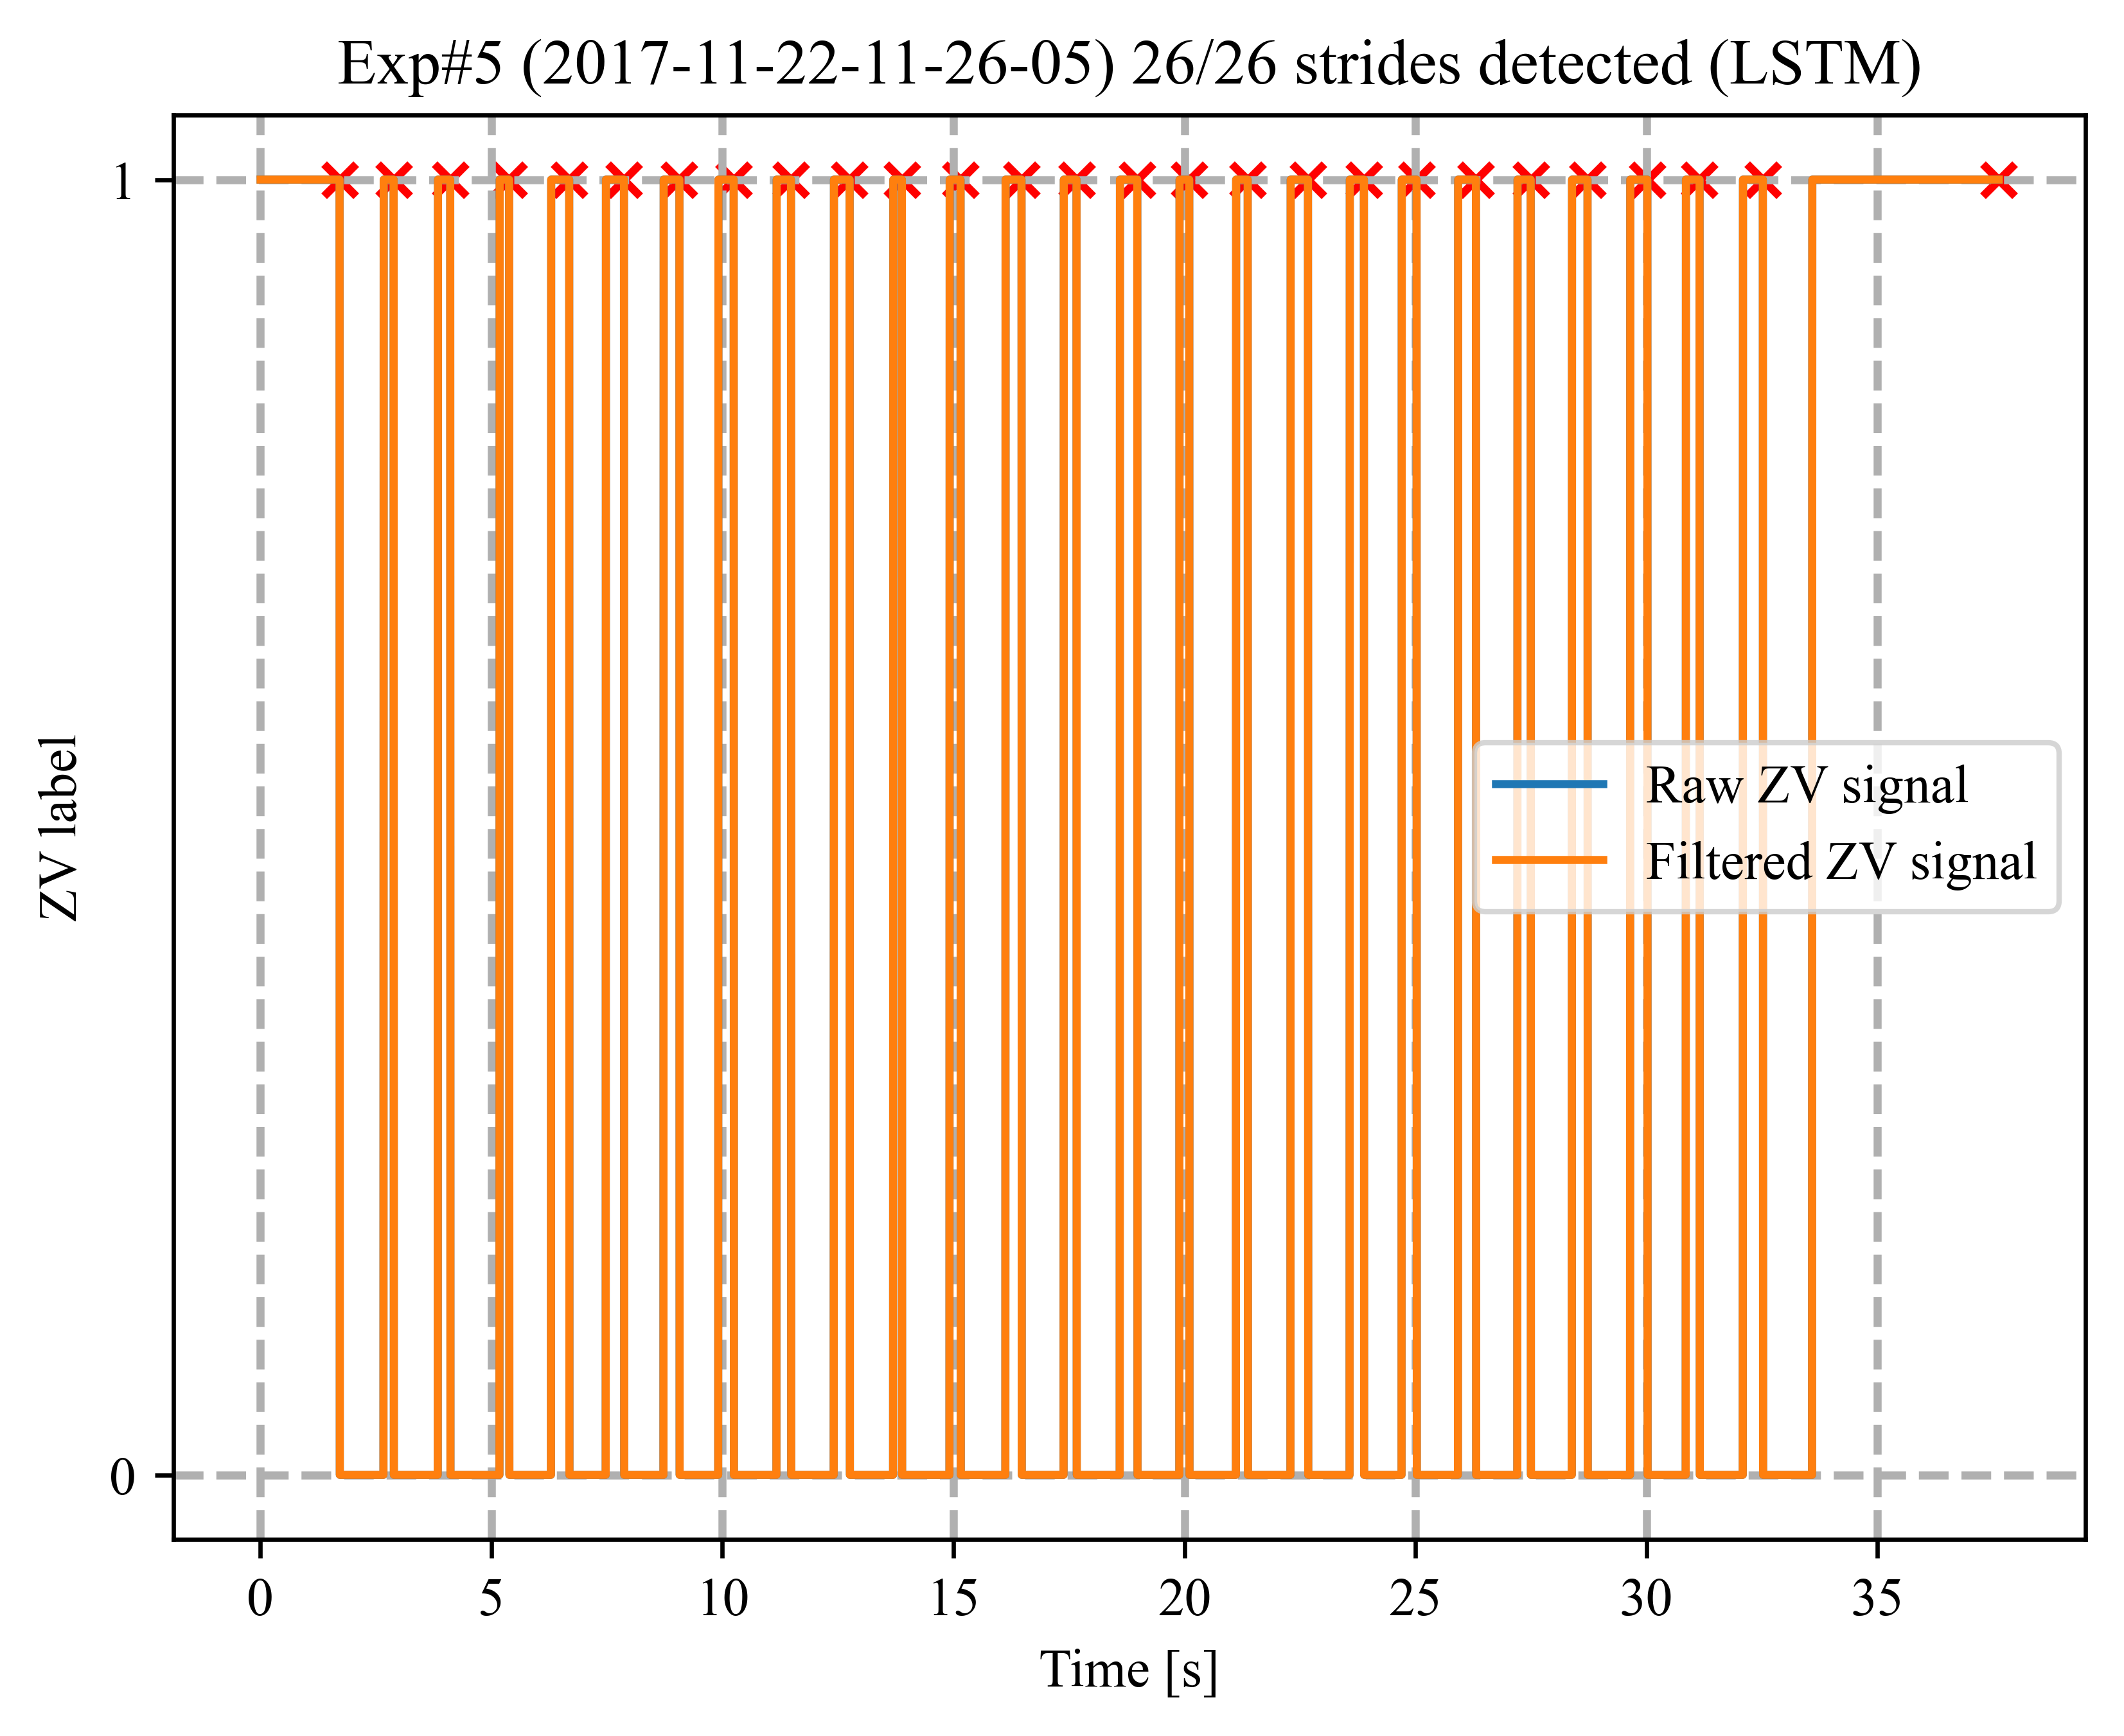 Exp#5 (2017-11-22-11-26-05) 26/26 strides detected (LSTM)
1
ZV label
Raw ZV signal
Filtered ZV signal
0
0 5 10 15 20 25 30 35
Time [s]